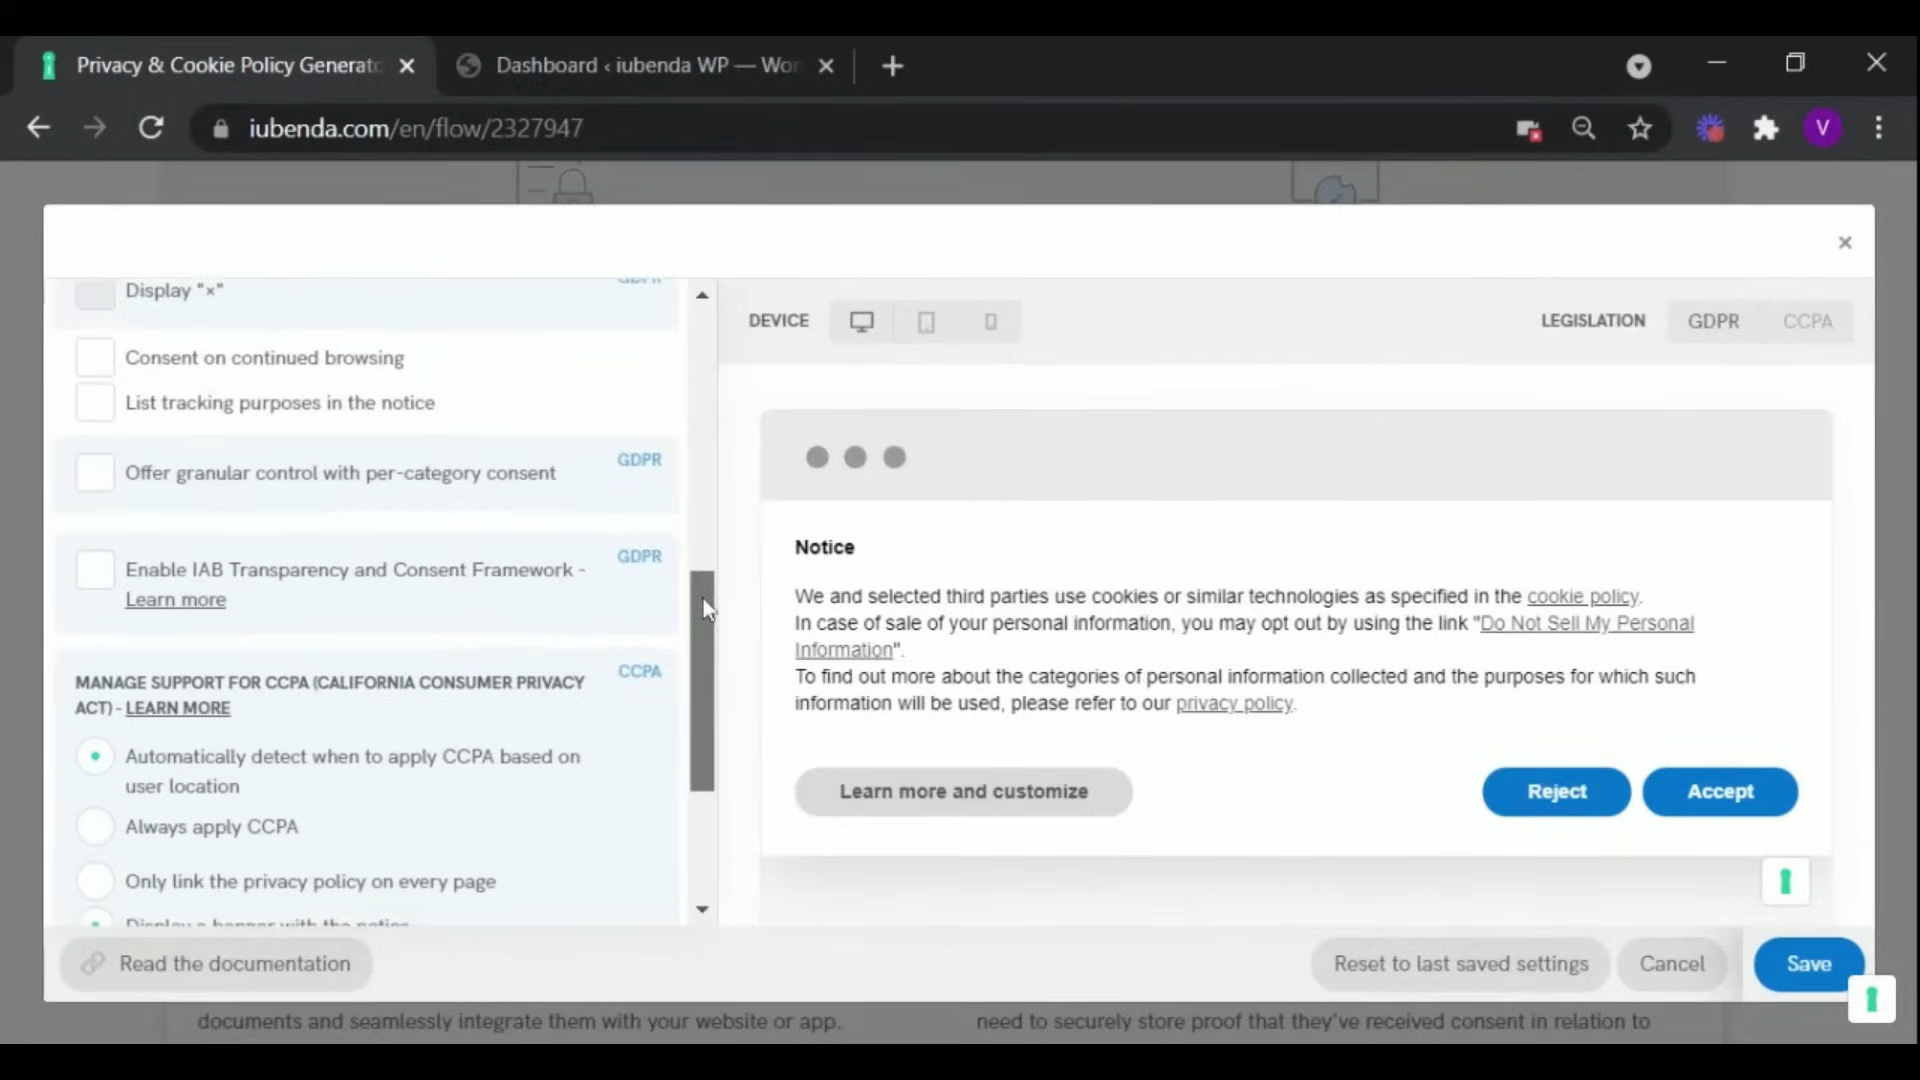 Privacy & Cookie Policy Generato
Dashboard ‹ iubenda WP — Wor
iubenda.com/en/flow/2327947
V
Display "×"
GDPR
Consent on continued browsing
List tracking purposes in the notice
Offer granular control with per-category consent
GDPR
Enable IAB Transparency and Consent Framework -
Learn more
GDPR
MANAGE SUPPORT FOR CCPA (CALIFORNIA CONSUMER PRIVACY
ACT) - LEARN MORE
CCPA
Automatically detect when to apply CCPA based on
user location
Always apply CCPA
Only link the privacy policy on every page
Display a banner with the notice
DEVICE
LEGISLATION
GDPR
CCPA
Notice
We and selected third parties use cookies or similar technologies as specified in the cookie policy.
In case of sale of your personal information, you may opt out by using the link "Do Not Sell My Personal
Information".
To find out more about the categories of personal information collected and the purposes for which such
information will be used, please refer to our privacy policy.
Learn more and customize
Reject
Accept
Read the documentation
Reset to last saved settings
Cancel
Save
documents and seamlessly integrate them with your website or app.
need to securely store proof that they've received consent in relation to